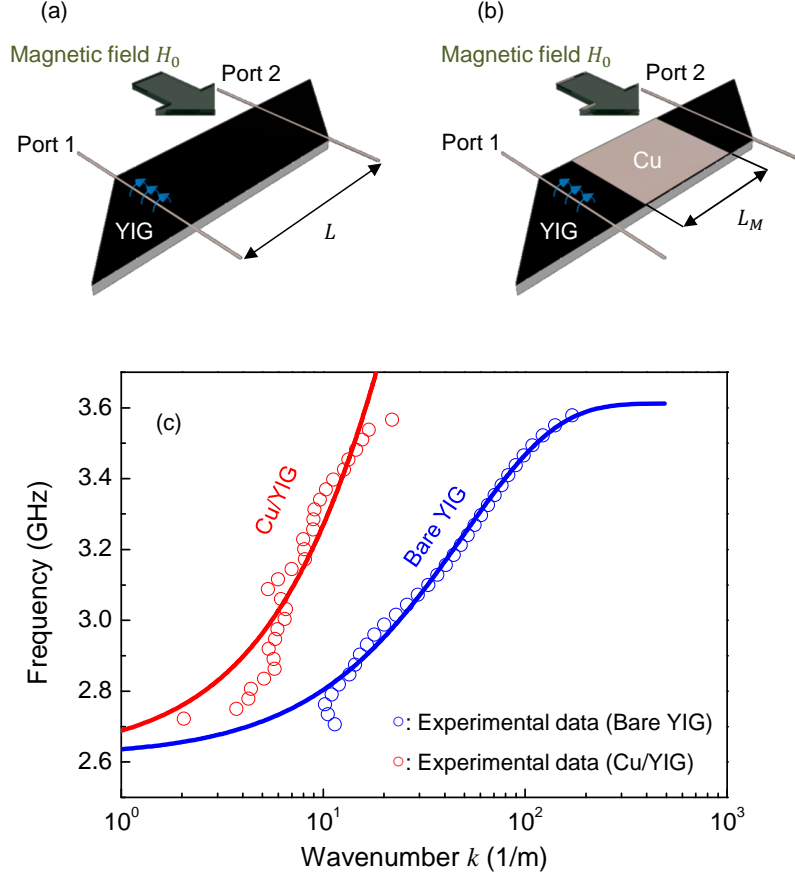 (a)
Magnetic field H₀
Port 2
Port 1
YIG
L
(b)
Magnetic field H₀
Port 2
Port 1
Cu
YIG
L_M
(c)
Cu/YIG
Bare YIG
○: Experimental data (Bare YIG)
○: Experimental data (Cu/YIG)
Frequency (GHz)
3.6
3.4
3.2
3.0
2.8
2.6
10⁰ 10¹ 10² 10³
Wavenumber k (1/m)